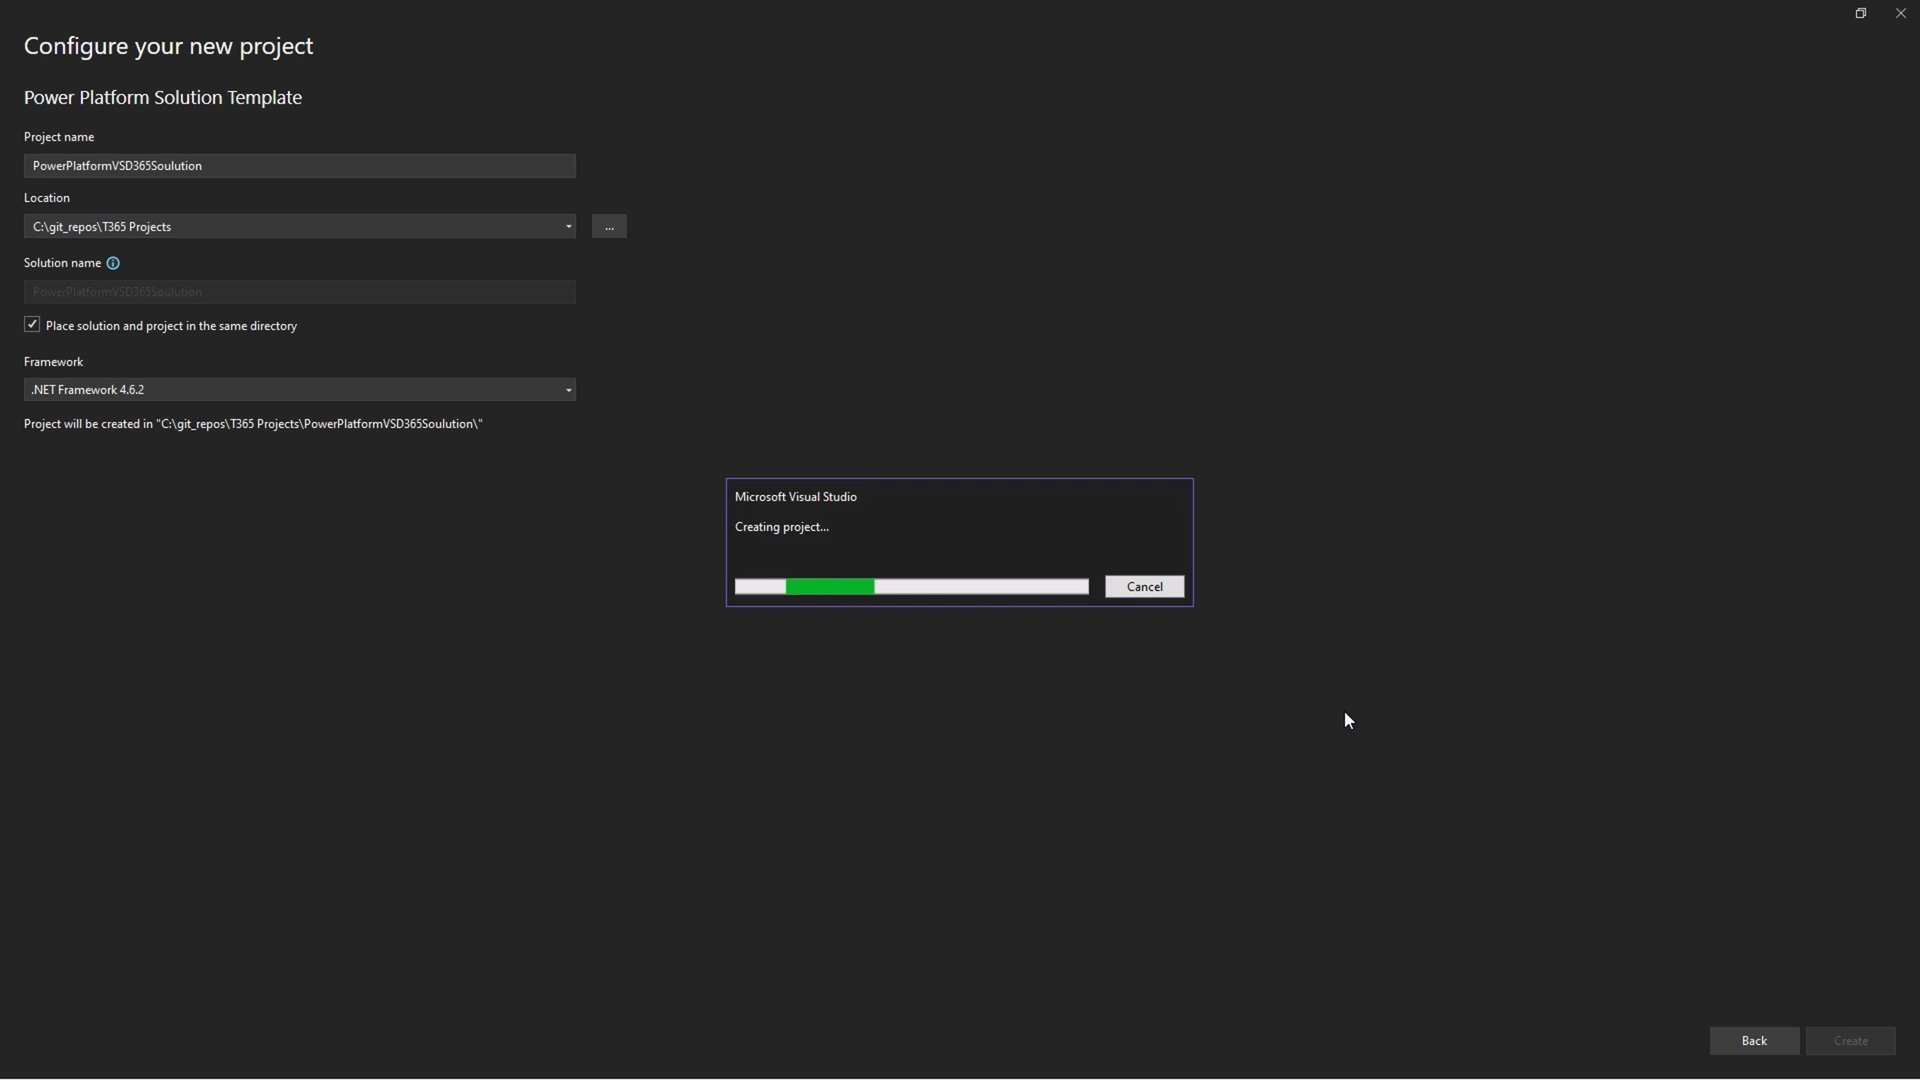 Configure your new project
Power Platform Solution Template
Project name
PowerPlatformVSD365Soulution
Location
C:\git_repos\T365 Projects
...
Solution name
PowerPlatformVSD365Soulution
Place solution and project in the same directory
Framework
.NET Framework 4.6.2
Project will be created in "C:\git_repos\T365 Projects\PowerPlatformVSD365Soulution\"
Microsoft Visual Studio
Creating project...
Cancel
Back
Create